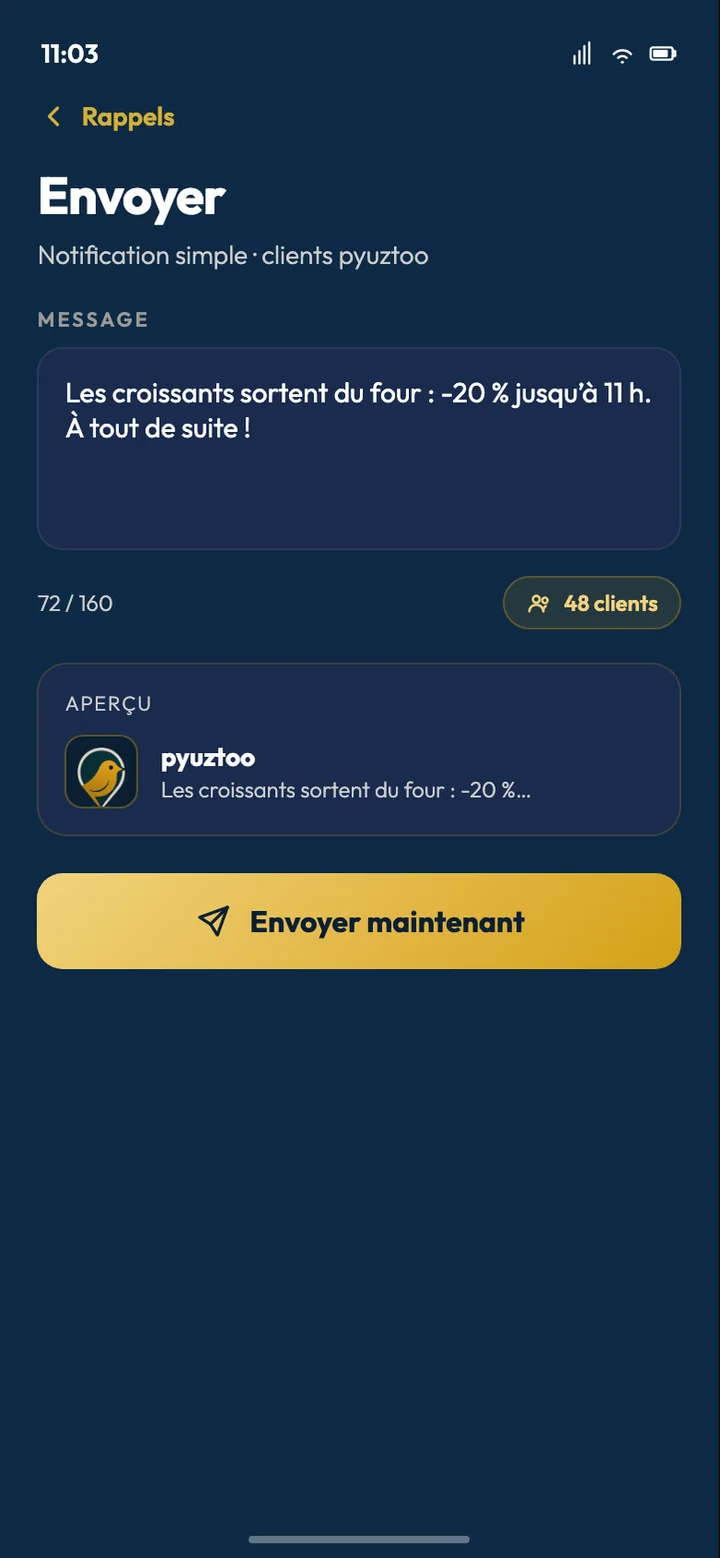 11:03
Rappels
Envoyer
Notification simple · clients pyuztoo
MESSAGE
Les croissants sortent du four : -20 % jusqu’à 11 h.
À tout de suite !
72 / 160
48 clients
APERÇU
pyuztoo
Les croissants sortent du four : -20 %…
Envoyer maintenant